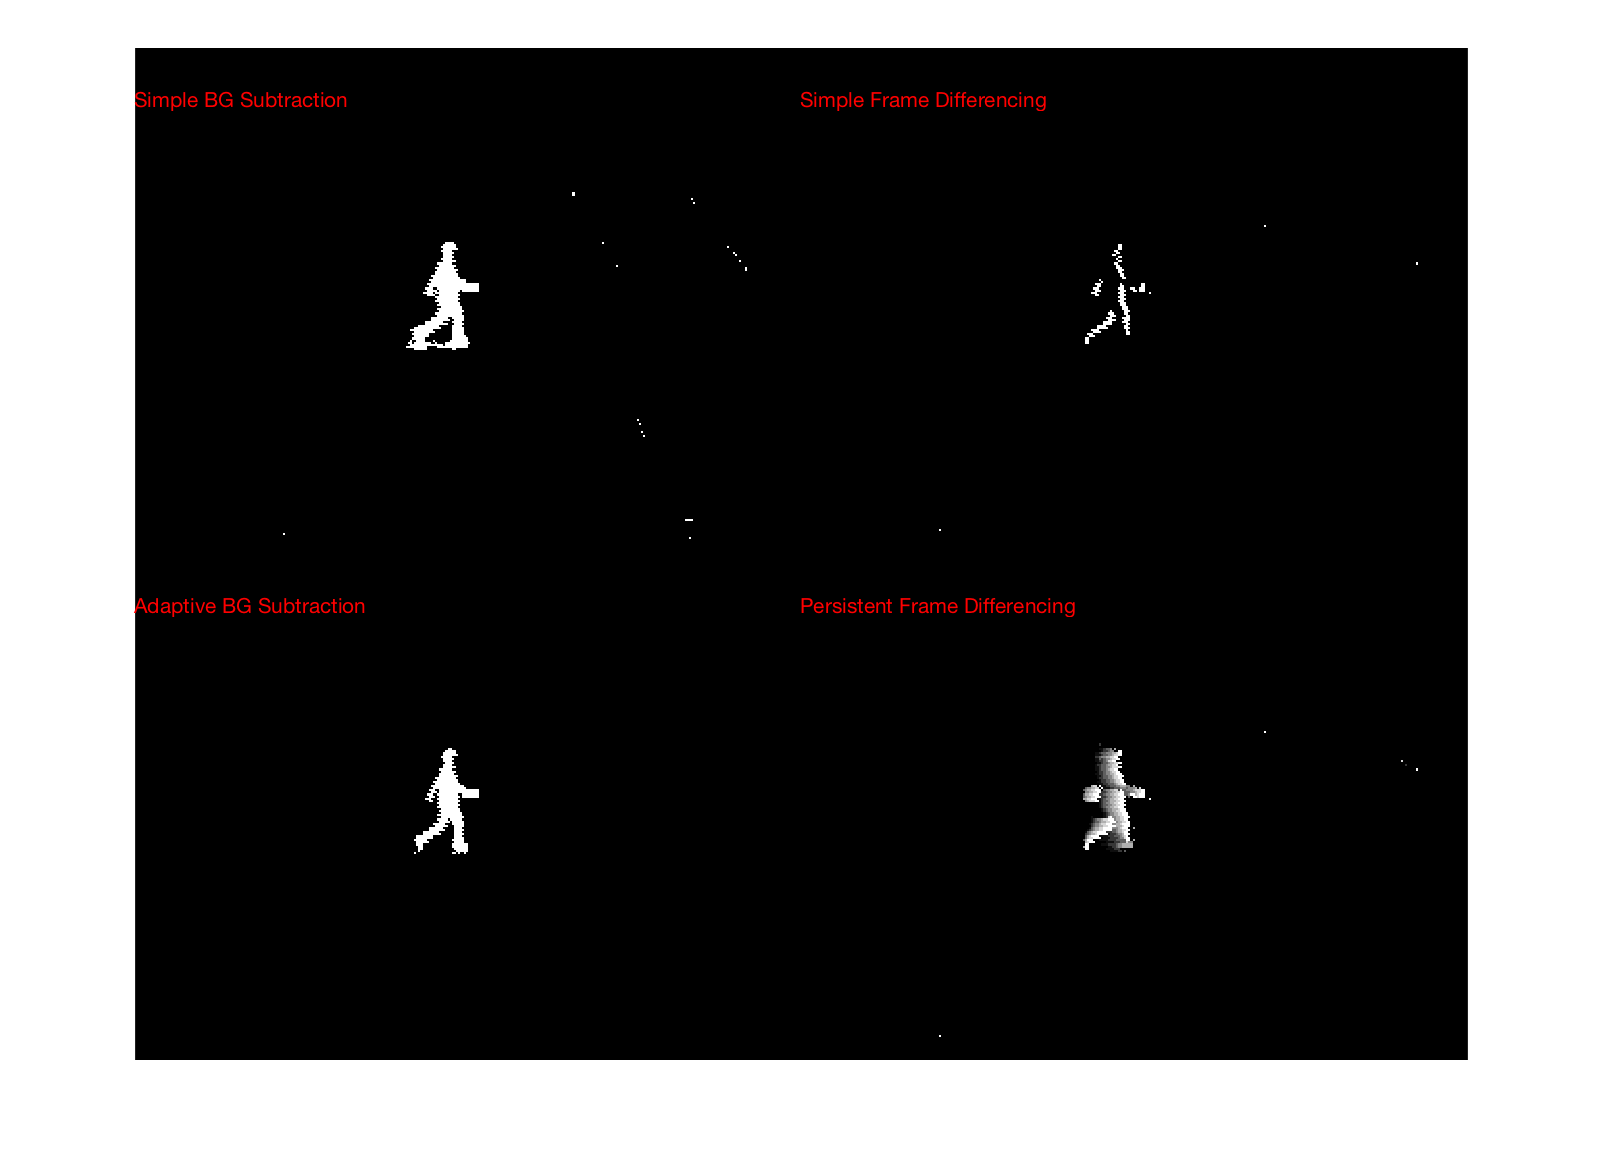 Simple BG Subtraction
Simple Frame Differencing
Adaptive BG Subtraction
Persistent Frame Differencing